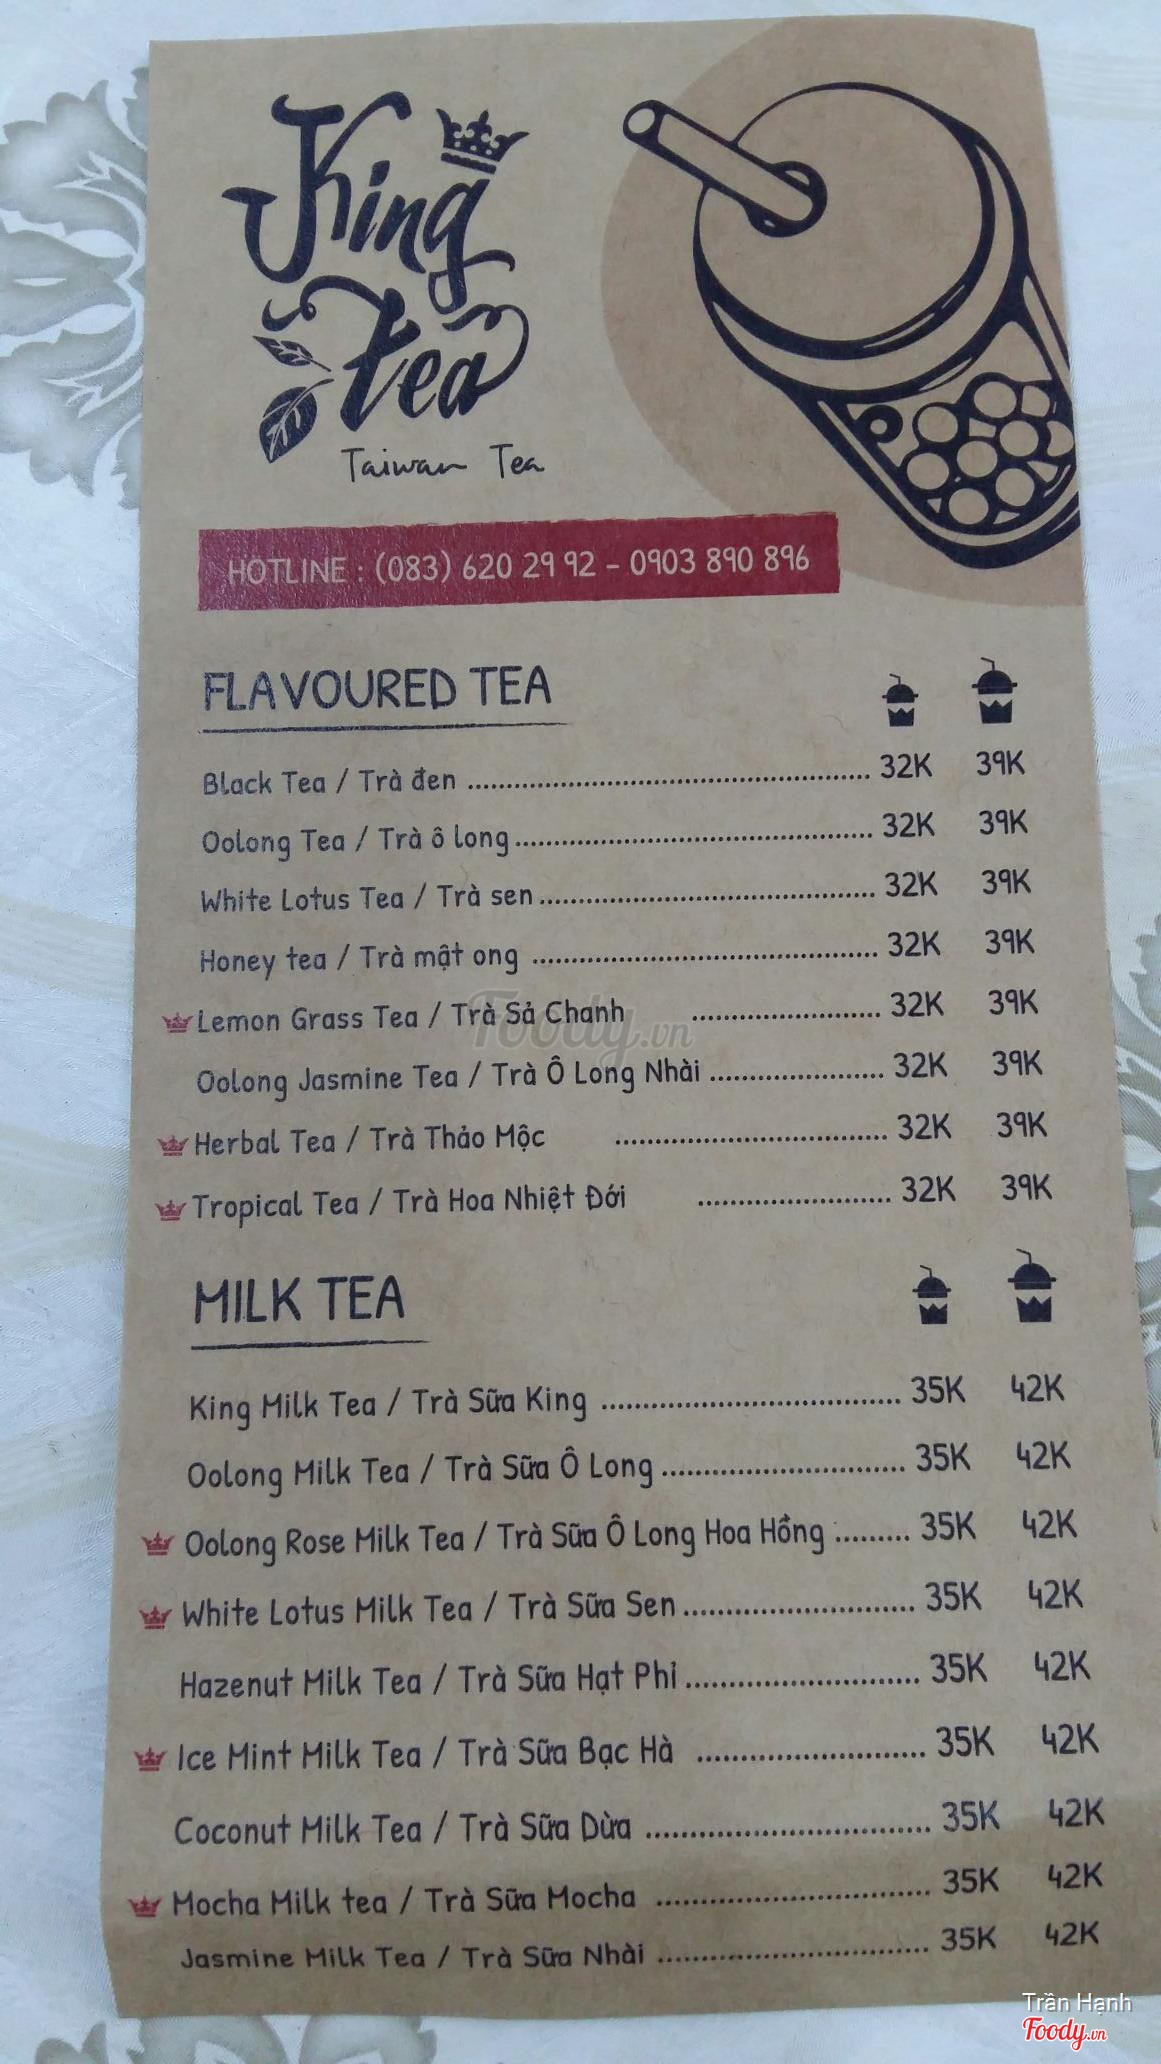 King
Tea
Taiwan Tea
HOTLINE : (083) 620 29 92 - 0903 890 896
FLAVOURED TEA
Black Tea / Trà đen ........ 32K 39K
Oolong Tea / Trà ô long ........ 32K 39K
White Lotus Tea / Trà sen ........ 32K 39K
Honey tea / Trà mật ong ........ 32K 39K
Lemon Grass Tea / Trà Sả Chanh ........ 32K 39K
Foody.vn
Oolong Jasmine Tea / Trà Ô Long Nhài ........ 32K 39K
Herbal Tea / Trà Thảo Mộc ........ 32K 39K
Tropical Tea / Trà Hoa Nhiệt Đới ........ 32K 39K
MILK TEA
King Milk Tea / Trà Sữa King ........ 35K 42K
Oolong Milk Tea / Trà Sữa Ô Long ........ 35K 42K
Oolong Rose Milk Tea / Trà Sữa Ô Long Hoa Hồng ........ 35K 42K
White Lotus Milk Tea / Trà Sữa Sen ........ 35K 42K
Hazenut Milk Tea / Trà Sữa Hạt Phỉ ........ 35K 42K
Ice Mint Milk Tea / Trà Sữa Bạc Hà ........ 35K 42K
Coconut Milk Tea / Trà Sữa Dừa ........ 35K 42K
Mocha Milk tea / Trà Sữa Mocha ........ 35K 42K
Jasmine Milk Tea / Trà Sữa Nhài ........ 35K 42K
Trần Hạnh
Foody.vn